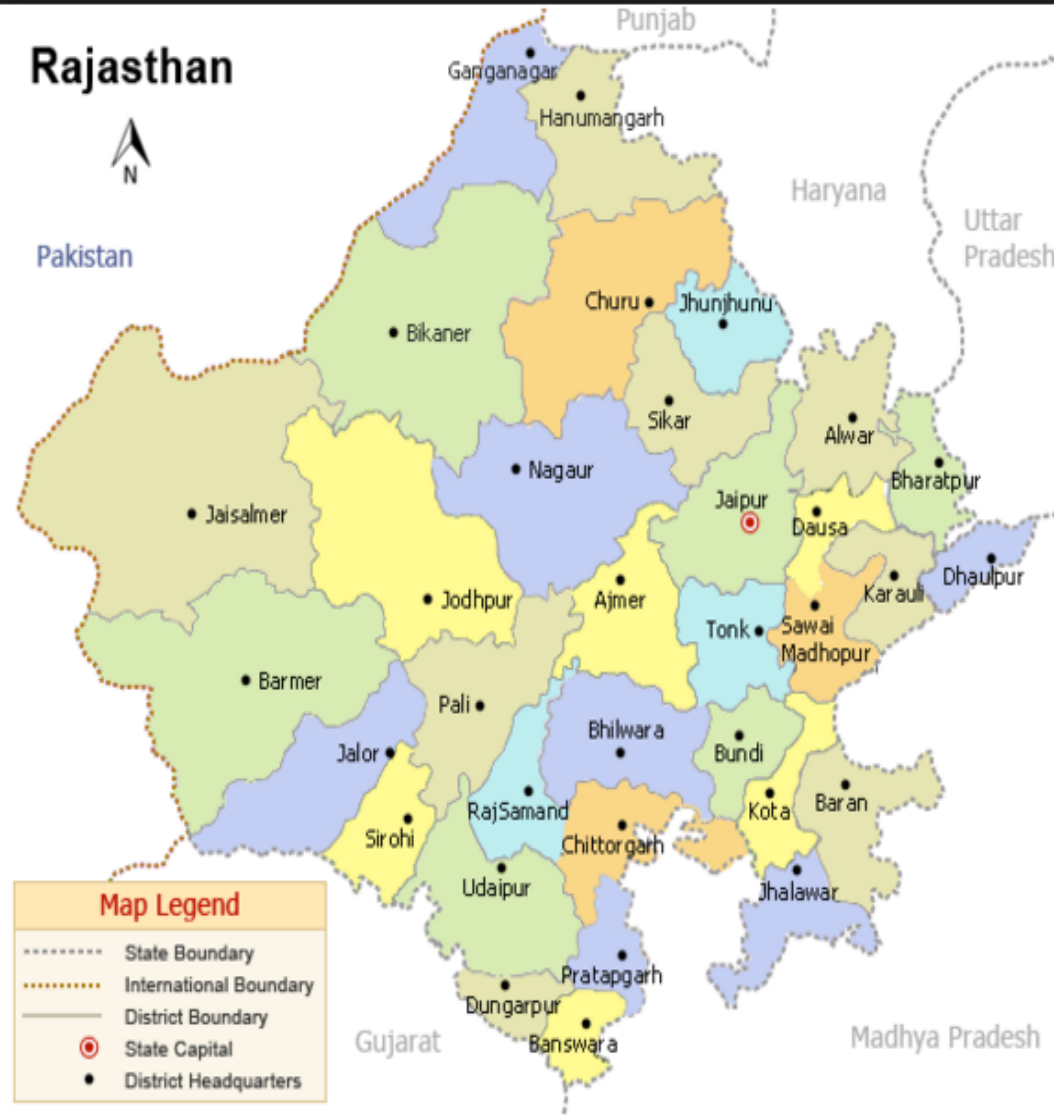 Punjab
Rajasthan
Ganganagar
Hanumangarh
N
Haryana
Uttar
Pradesh
Pakistan
Churu
Jhunjhunu
Bikaner
Sikar
Alwar
Nagaur
Bharatpur
Jaipur
Jaisalmer
Dausa
Dhaulpur
Karauli
Jodhpur
Ajmer
Sawai
Madhopur
Tonk
Barmer
Pali
Bhilwara
Jalor
Bundi
Baran
RajSamand
Kota
Sirohi
Chittorgarh
Udaipur
Jhalawar
Map Legend
State Boundary
International Boundary
District Boundary
State Capital
District Headquarters
Pratapgarh
Dungarpur
Gujarat
Banswara
Madhya Pradesh